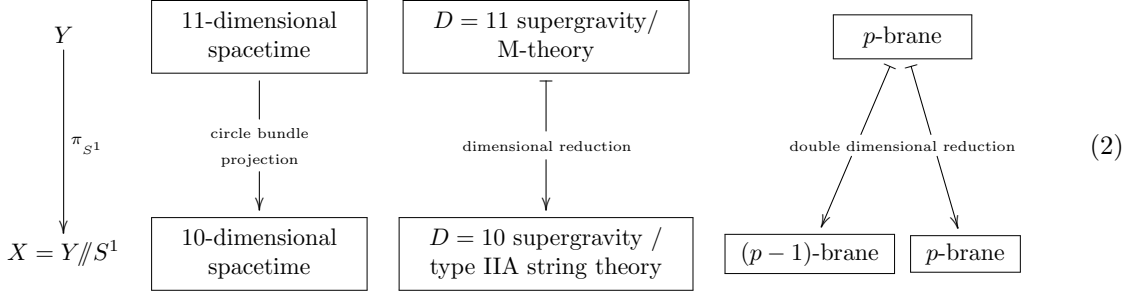 Y
11-dimensional
spacetime
D = 11 supergravity/
M-theory
p-brane
π_{S^1}
circle bundle
projection
dimensional reduction
double dimensional reduction
(2)
X = Y⫽S^1
10-dimensional
spacetime
D = 10 supergravity /
type IIA string theory
(p − 1)-brane
p-brane